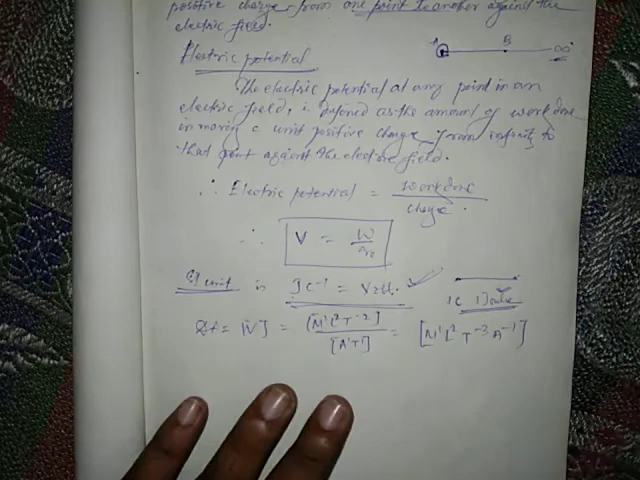 positive charge from one point to another against the
electric field.
A B ∞
Electric potential
The electric potential at any point in an
electric field, is defined as the amount of work done
in moving a unit positive charge from infinity to
that point against the electric field.
∴ Electric potential = work done / charge.
∴ V = W / q₀
SI unit is JC⁻¹ = Volt. ✓
1C 1 Joule
= [M¹L²T⁻²] / [A¹T¹] = [M¹L²T⁻³A⁻¹]